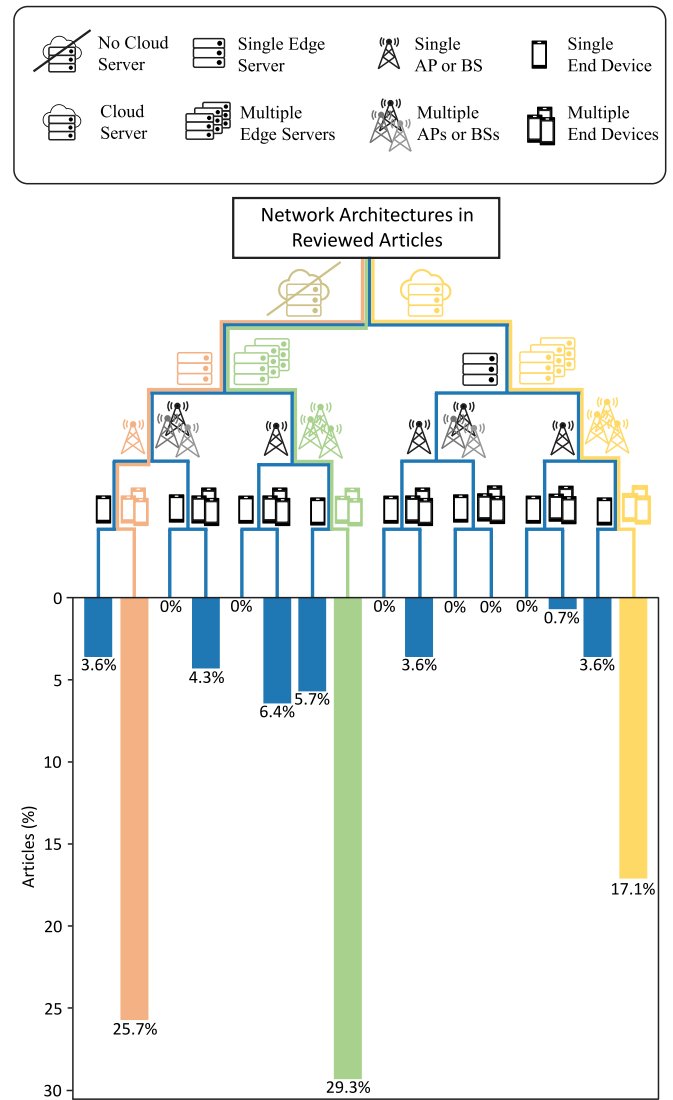 No Cloud
Server
Single Edge
Server
Single
AP or BS
Single
End Device
Cloud
Server
Multiple
Edge Servers
Multiple
APs or BSs
Multiple
End Devices
Network Architectures in
Reviewed Articles
0
5
10
15
20
25
30
Articles (%)
3.6%
25.7%
0%
4.3%
0%
6.4%
5.7%
29.3%
0%
3.6%
0%
0%
0%
0.7%
3.6%
17.1%